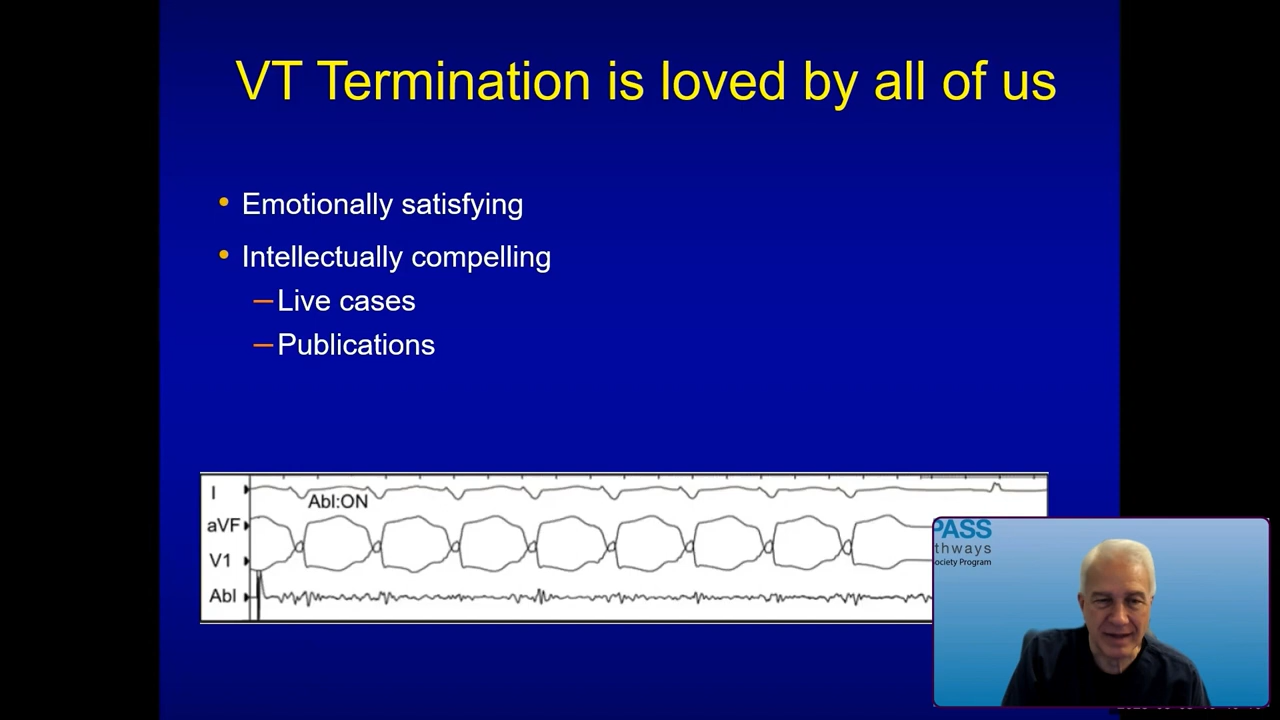 VT Termination is loved by all of us
• Emotionally satisfying
• Intellectually compelling
– Live cases
– Publications
I
Abl:ON
aVF
V1
Abl
PASS
thways
ociety Program